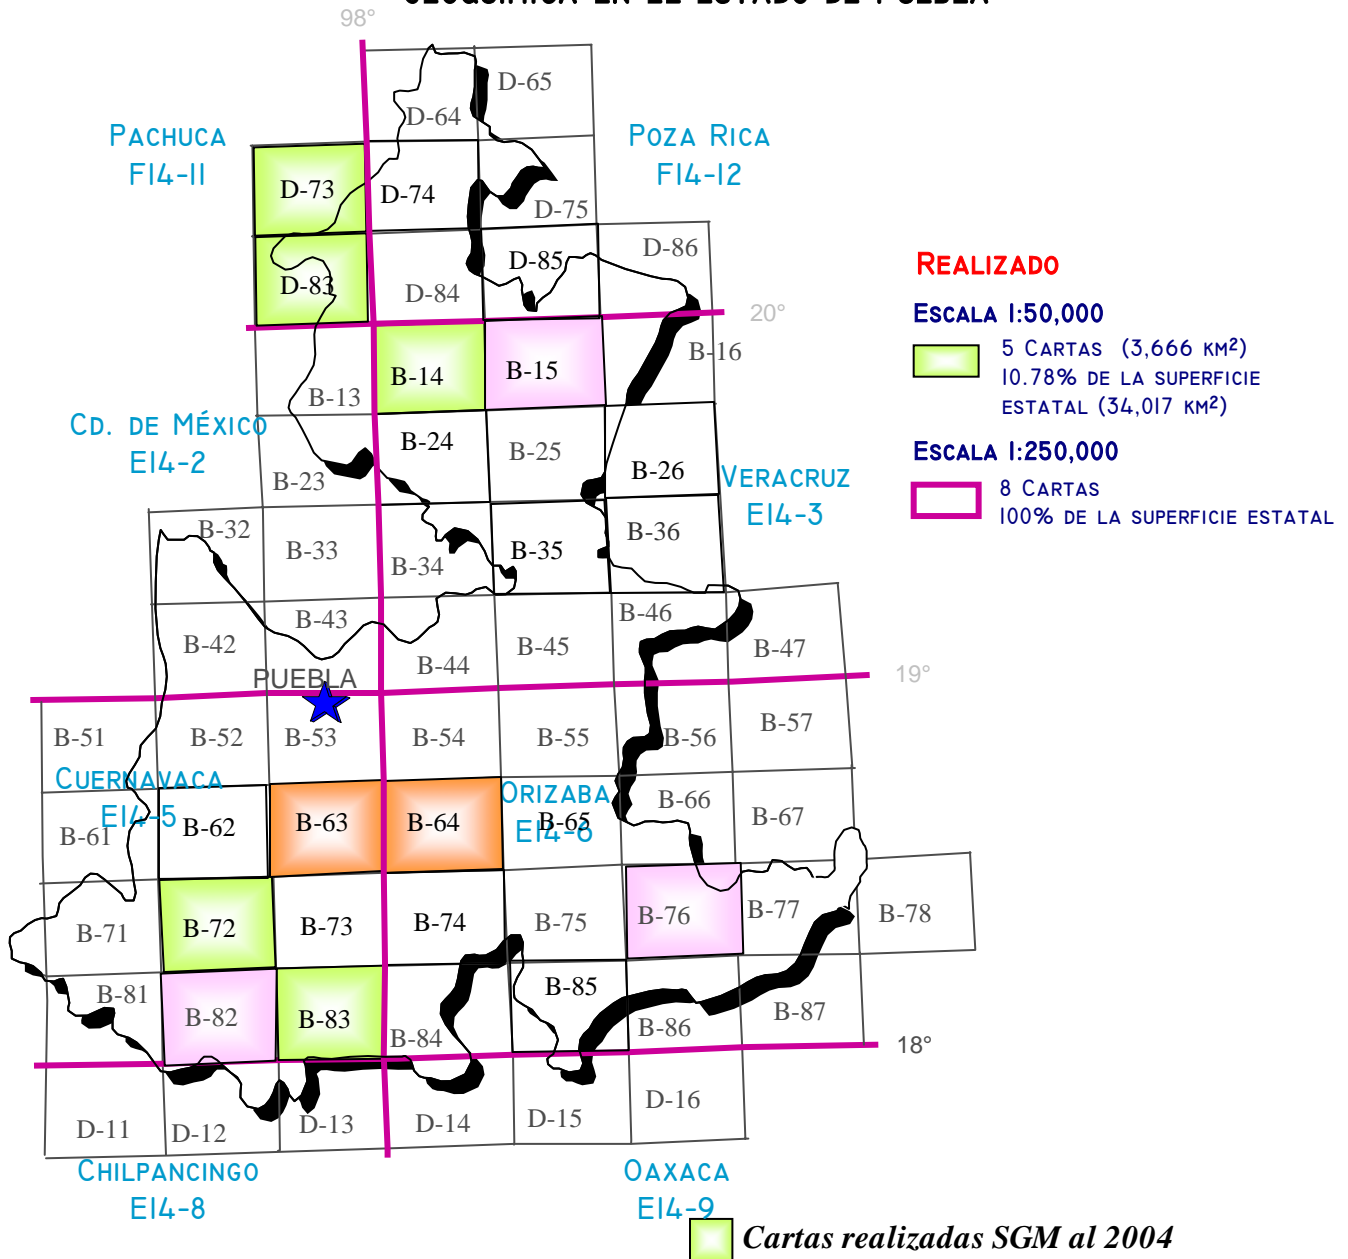 GEOQUÍMICA EN EL ESTADO DE PUEBLA
98°
D-65
D-64
PACHUCA
F14-11
POZA RICA
F14-12
D-73
D-74
D-75
D-83
D-84
D-85
D-86
20°
REALIZADO
ESCALA 1:50,000
5 CARTAS (3,666 KM²)
10.78% DE LA SUPERFICIE
ESTATAL (34,017 KM²)
ESCALA 1:250,000
8 CARTAS
100% DE LA SUPERFICIE ESTATAL
B-13
B-14
B-15
B-16
CD. DE MÉXICO
E14-2
B-23
B-24
B-25
B-26
VERACRUZ
E14-3
B-32
B-33
B-34
B-35
B-36
B-42
B-43
B-44
B-45
B-46
B-47
PUEBLA
19°
B-51
B-52
B-53
B-54
B-55
B-56
B-57
CUERNAVACA
E14-5
ORIZABA
E14-6
B-61
B-62
B-63
B-64
B-65
B-66
B-67
B-71
B-72
B-73
B-74
B-75
B-76
B-77
B-78
B-81
B-82
B-83
B-84
B-85
B-86
B-87
18°
D-11
D-12
D-13
D-14
D-15
D-16
CHILPANCINGO
E14-8
OAXACA
E14-9
Cartas realizadas SGM al 2004